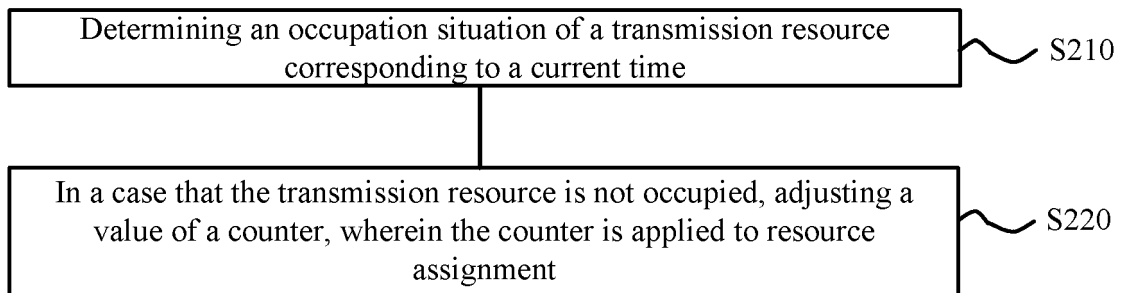 Determining an occupation situation of a transmission resource
corresponding to a current time
S210
In a case that the transmission resource is not occupied, adjusting a
value of a counter, wherein the counter is applied to resource
assignment
S220